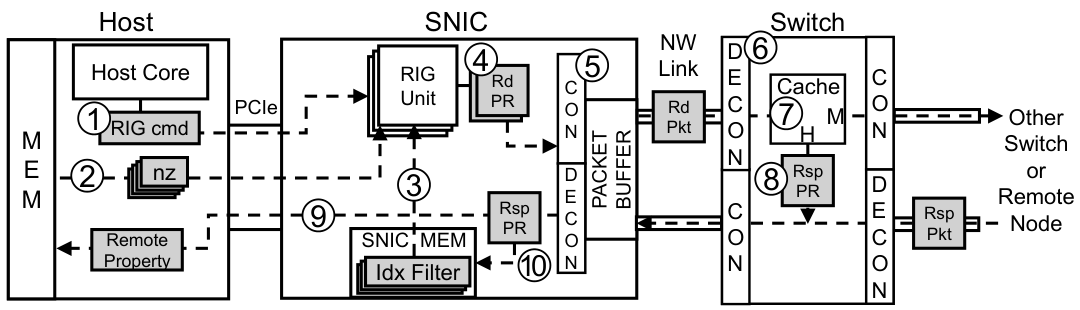 Host
SNIC
Switch
MEM
Host Core
1
RIG cmd
2
nz
PCIe
RIG
Unit
3
4
Rd
PR
5
CON
DECON
PACKET
BUFFER
NW
Link
Rd
Pkt
6
DECON
CON
Cache
7
M
H
8
Rsp
PR
CON
DECON
Other
Switch
or
Remote
Node
Rsp
Pkt
9
Remote
Property
SNIC MEM
Idx Filter
Rsp
PR
10